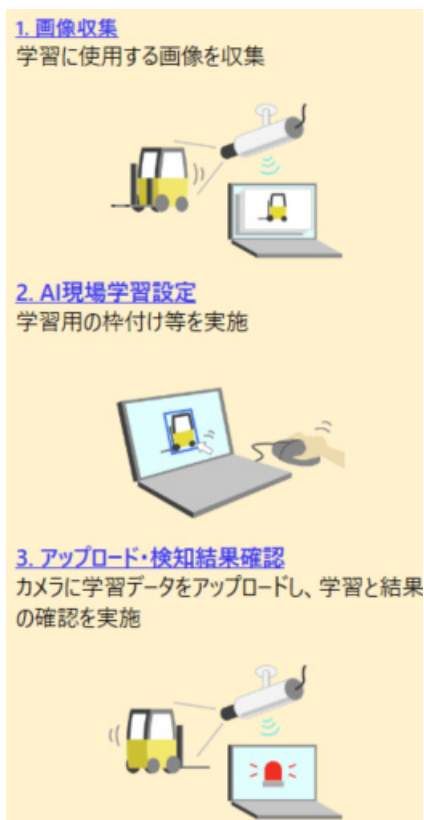 1. 画像収集
学習に使用する画像を収集
2. AI現場学習設定
学習用の枠付け等を実施
3. アップロード・検知結果確認
カメラに学習データをアップロードし、学習と結果
の確認を実施